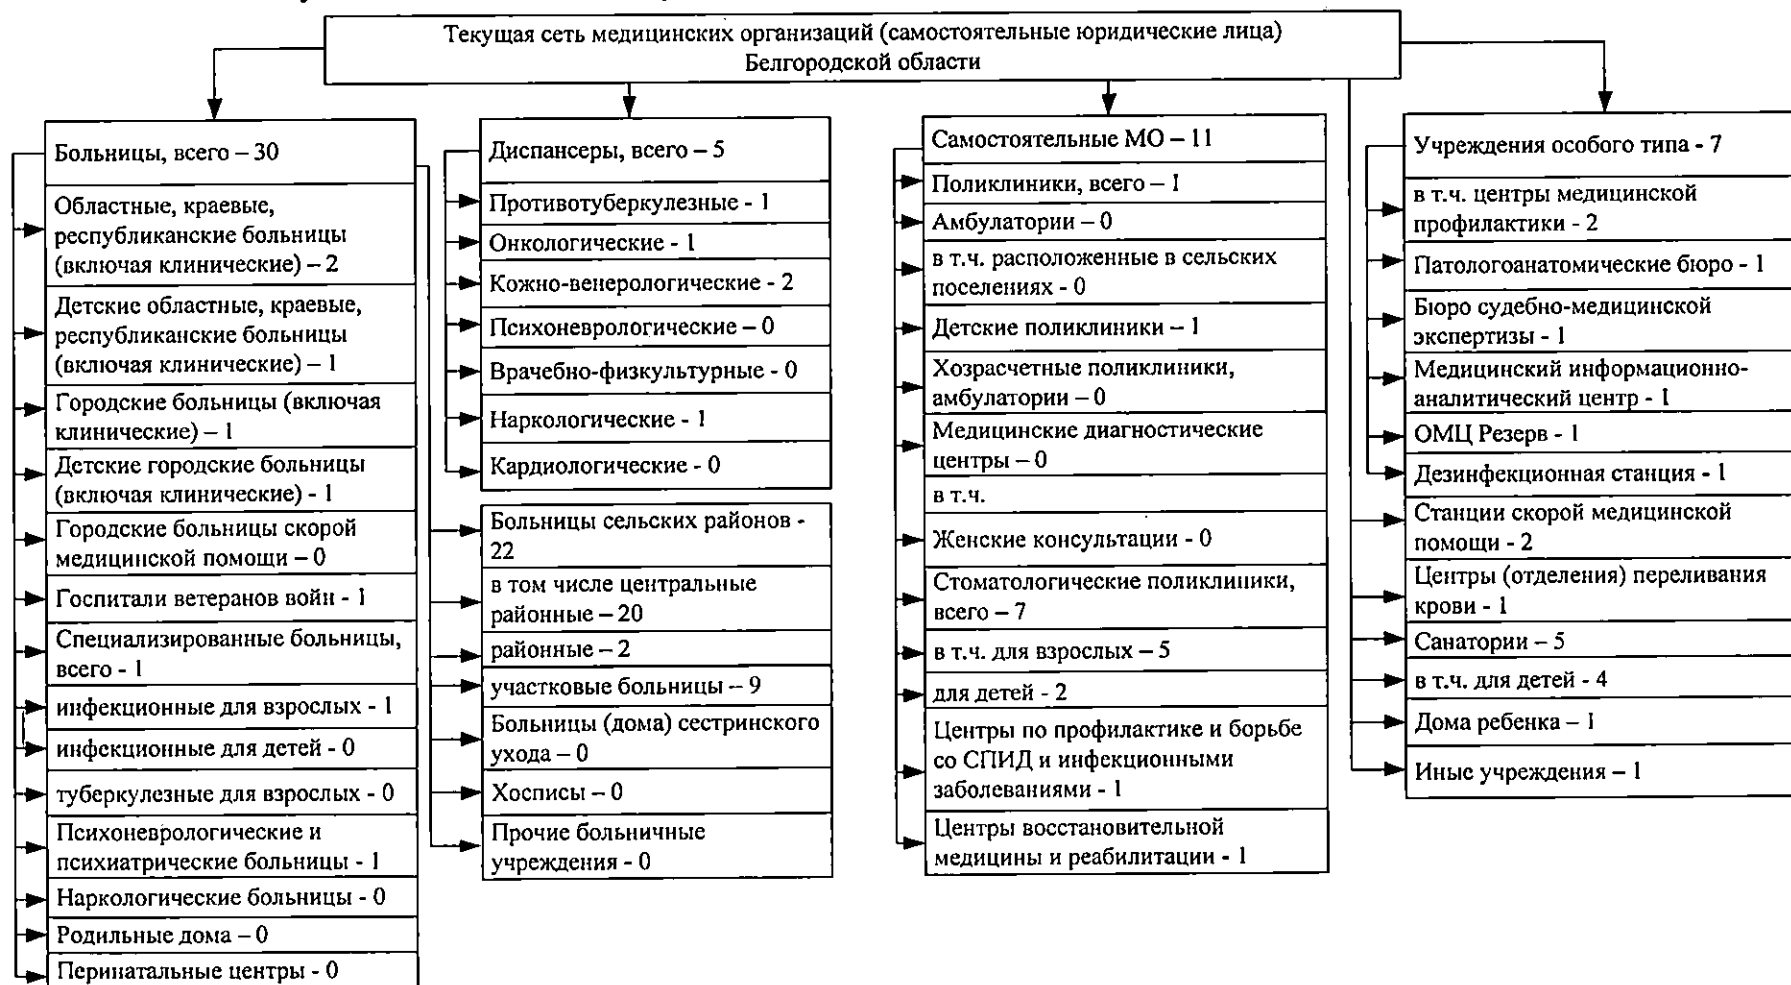 Текущая сеть медицинских организаций (самостоятельные юридические лица)
Белгородской области
Больницы, всего – 30
Областные, краевые,
республиканские больницы
(включая клинические) – 2
Детские областные, краевые,
республиканские больницы
(включая клинические) – 1
Городские больницы (включая
клинические) – 1
Детские городские больницы
(включая клинические) - 1
Городские больницы скорой
медицинской помощи – 0
Госпитали ветеранов войн - 1
Специализированные больницы,
всего - 1
инфекционные для взрослых - 1
инфекционные для детей - 0
туберкулезные для взрослых - 0
Психоневрологические и
психиатрические больницы - 1
Наркологические больницы - 0
Родильные дома – 0
Перинатальные центры - 0
Диспансеры, всего – 5
Противотуберкулезные - 1
Онкологические - 1
Кожно-венерологические - 2
Психоневрологические – 0
Врачебно-физкультурные - 0
Наркологические - 1
Кардиологические - 0
Больницы сельских районов -
22
в том числе центральные
районные – 20
районные – 2
участковые больницы – 9
Больницы (дома) сестринского
ухода – 0
Хосписы – 0
Прочие больничные
учреждения - 0
Самостоятельные МО – 11
Поликлиники, всего – 1
Амбулатории – 0
в т.ч. расположенные в сельских
поселениях - 0
Детские поликлиники – 1
Хозрасчетные поликлиники,
амбулатории – 0
Медицинские диагностические
центры – 0
в т.ч.
Женские консультации - 0
Стоматологические поликлиники,
всего – 7
в т.ч. для взрослых – 5
для детей - 2
Центры по профилактике и борьбе
со СПИД и инфекционными
заболеваниями - 1
Центры восстановительной
медицины и реабилитации - 1
Учреждения особого типа - 7
в т.ч. центры медицинской
профилактики - 2
Патологоанатомические бюро - 1
Бюро судебно-медицинской
экспертизы - 1
Медицинский информационно-
аналитический центр - 1
ОМЦ Резерв - 1
Дезинфекционная станция - 1
Станции скорой медицинской
помощи - 2
Центры (отделения) переливания
крови - 1
Санатории – 5
в т.ч. для детей - 4
Дома ребенка – 1
Иные учреждения – 1